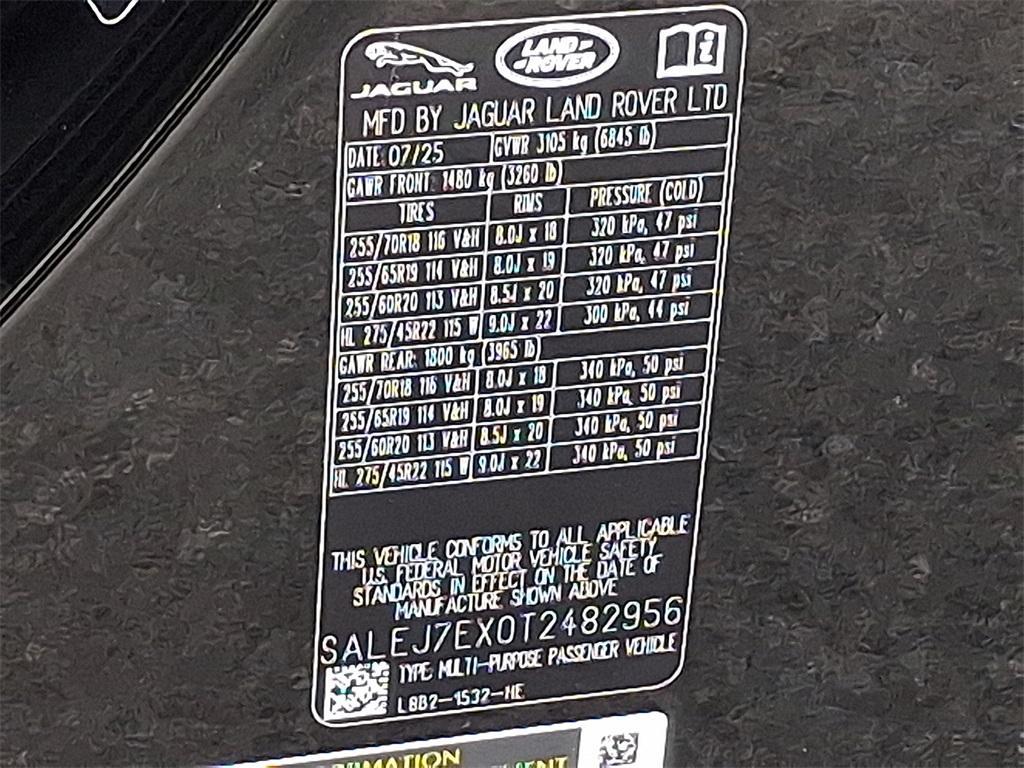 JAGUAR LAND ROVER i
MFD BY JAGUAR LAND ROVER LTD
DATE: 07/25 GVWR 3105 kg (6845 lb)
GAWR FRONT: 1480 kg (3260 lb)
TIRES RIMS PRESSURE (COLD)
255/70R18 116 V&H 8.0J x 18 320 kPa, 47 psi
255/65R19 114 V&H 8.0J x 19 320 kPa, 47 psi
255/60R20 113 V&H 8.5J x 20 320 kPa, 47 psi
HL 275/45R22 115 W 9.0J x 22 300 kPa, 44 psi
GAWR REAR: 1800 kg (3965 lb)
255/70R18 116 V&H 8.0J x 18 340 kPa, 50 psi
255/65R19 114 V&H 8.0J x 19 340 kPa, 50 psi
255/60R20 113 V&H 8.5J x 20 340 kPa, 50 psi
HL 275/45R22 115 W 9.0J x 22 340 kPa, 50 psi
THIS VEHICLE CONFORMS TO ALL APPLICABLE
U.S. FEDERAL MOTOR VEHICLE SAFETY
STANDARDS IN EFFECT ON THE DATE OF
MANUFACTURE SHOWN ABOVE
SALEJ7EX0T2482956
TYPE: MULTI-PURPOSE PASSENGER VEHICLE
L8B2-1532-HE